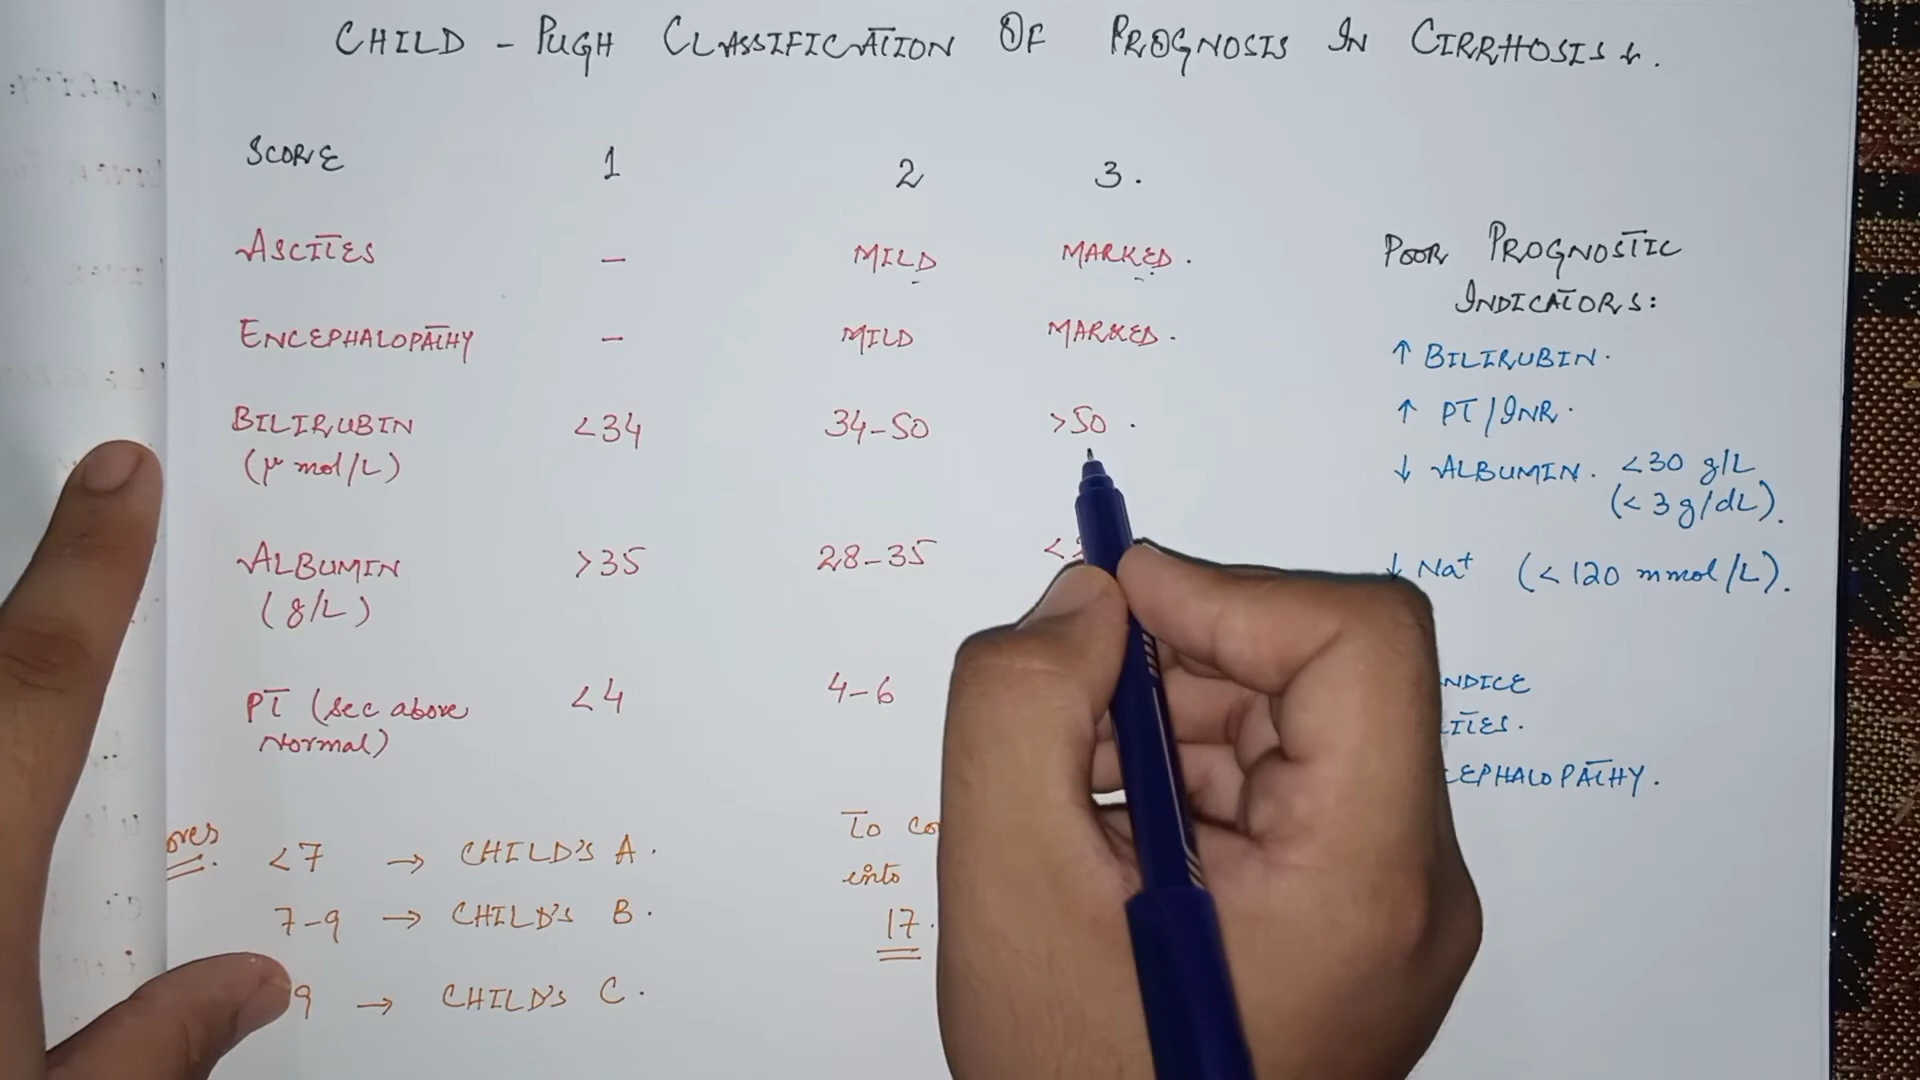 CHILD - PUGH CLASSIFICATION OF PROGNOSIS IN CIRRHOSIS.
SCORE 1 2 3.
ASCITES - MILD MARKED.
ENCEPHALOPATHY - MILD MARKED.
BILIRUBIN <34 34-50 >50.
(μ mol/L)
ALBUMIN >35 28-35
(g/L)
PT (sec above <4 4-6
Normal)
<7 → CHILD'S A.
7-9 → CHILD'S B.
9 → CHILD'S C.
To
into
17.
POOR PROGNOSTIC
INDICATORS:
↑ BILIRUBIN.
↑ PT/INR.
↓ ALBUMIN. <30 g/L
(<3 g/dL).
↓ Na+ (<120 mmol/L).